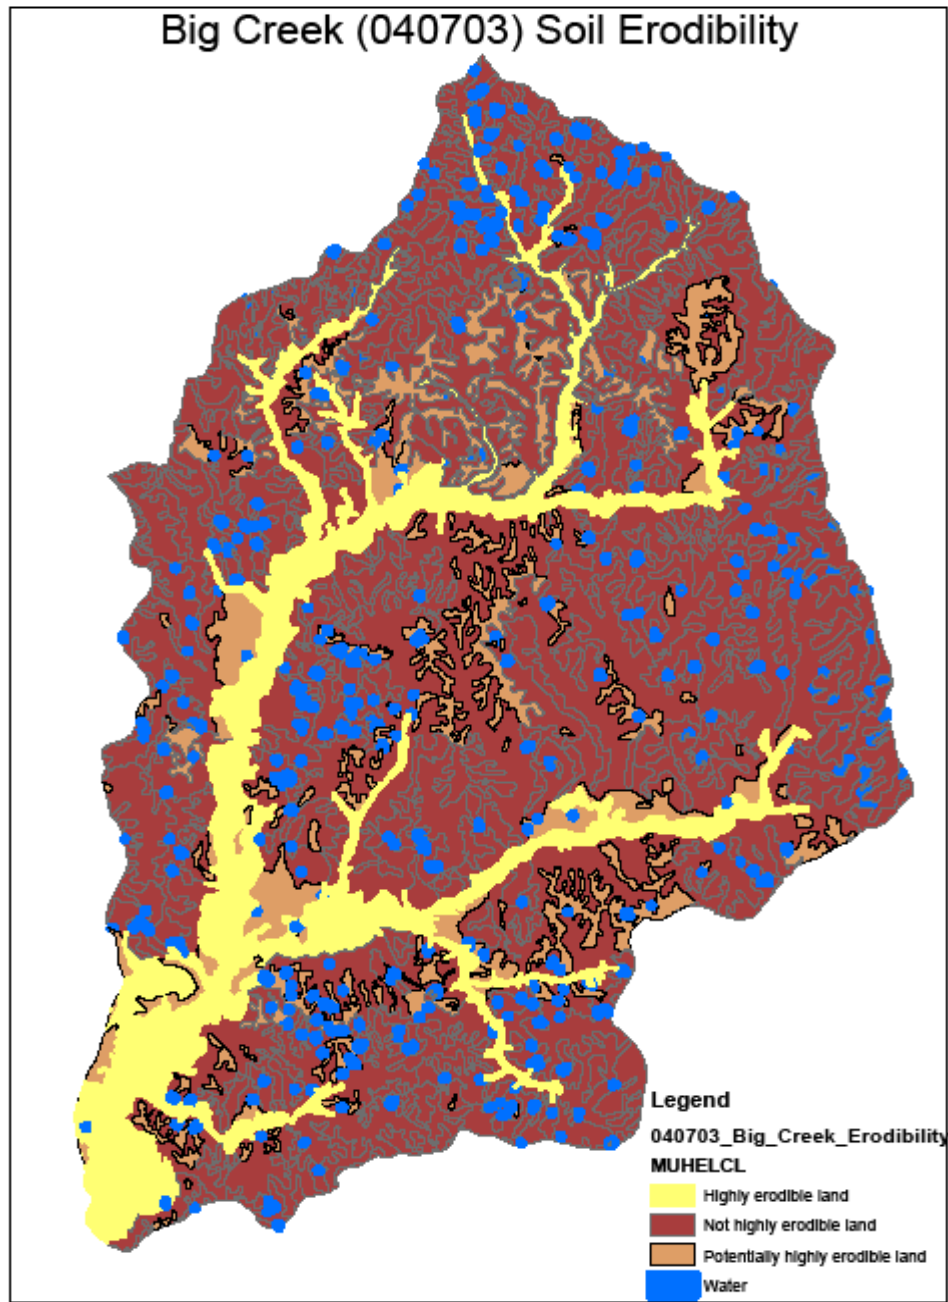 Big Creek (040703) Soil Erodibility
Legend
040703_Big_Creek_Erodibility
MUHELCL
Highly erodible land
Not highly erodible land
Potentially highly erodible land
Water